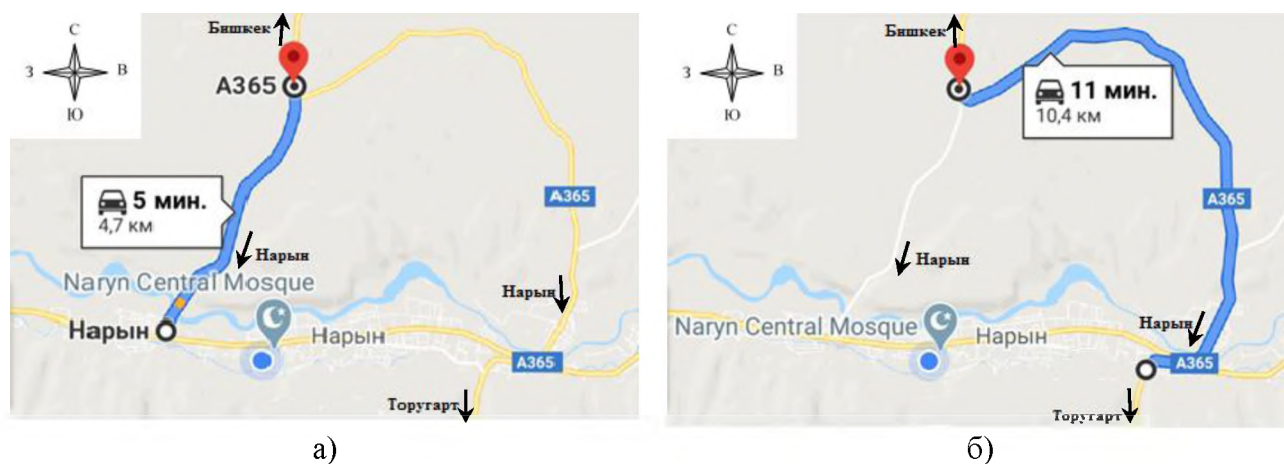 Бишкек
С
З
В
Ю
А365
5 мин.
4,7 км
А365
Нарын
Naryn Central Mosque
Нарын
Нарын
Нарын
А365
Торугарт
а)
Бишкек
С
З
В
Ю
11 мин.
10,4 км
А365
Нарын
Naryn Central Mosque
Нарын
Нарын
А365
Торугарт
б)